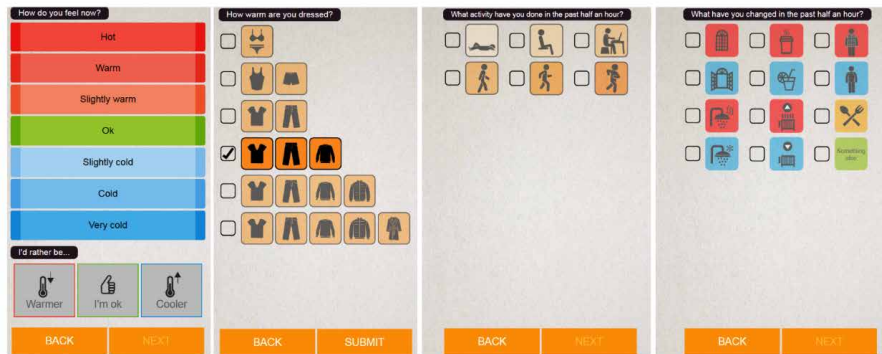 How do you feel now?
Hot
Warm
Slightly warm
Ok
Slightly cold
Cold
Very cold
I'd rather be...
Warmer
I'm ok
Cooler
BACK
NEXT
How warm are you dressed?
BACK
SUBMIT
What activity have you done in the past half an hour?
BACK
NEXT
What have you changed in the past half an hour?
Something
else
BACK
NEXT